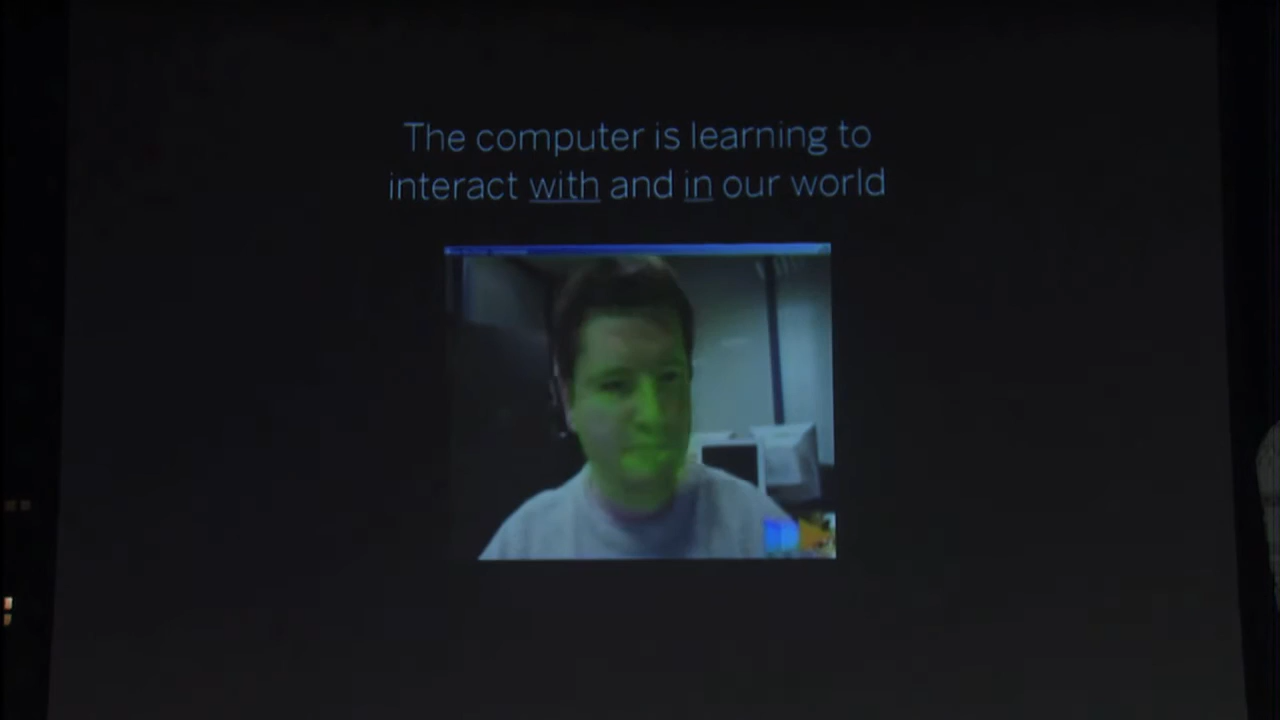 The computer is learning to
interact with and in our world